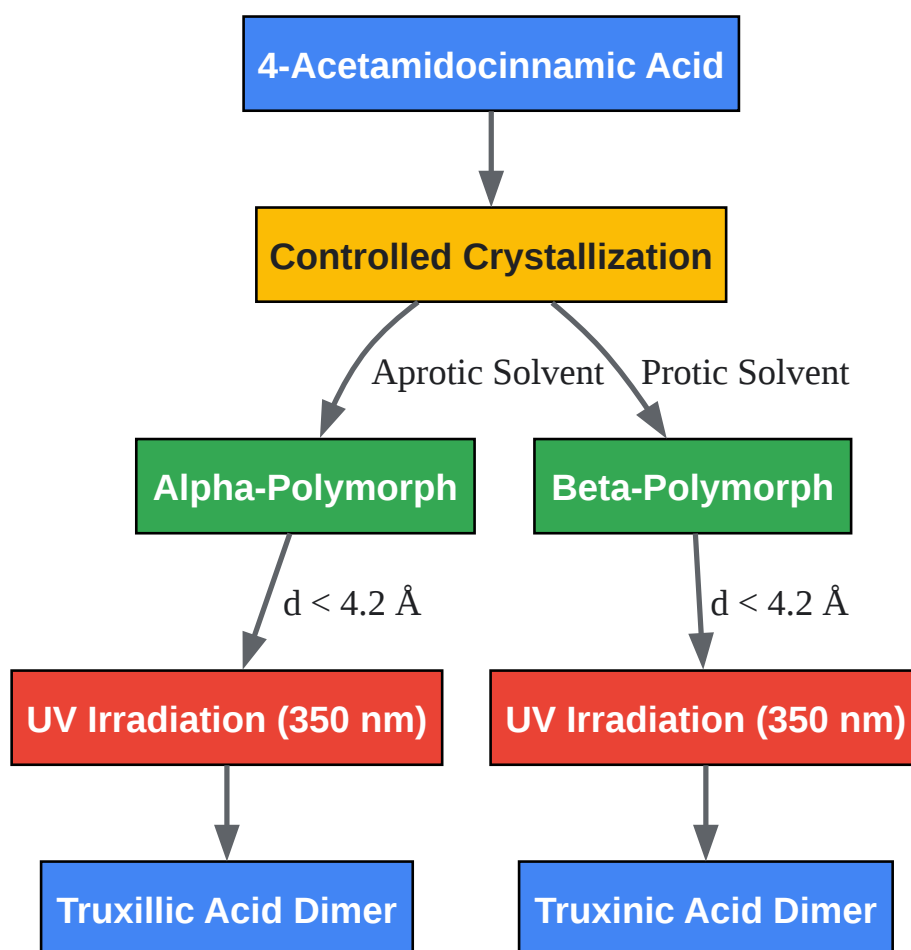 4-Acetamidocinnamic Acid
Controlled Crystallization
Aprotic Solvent Protic Solvent
Alpha-Polymorph Beta-Polymorph
d < 4.2 Å d < 4.2 Å
UV Irradiation (350 nm) UV Irradiation (350 nm)
Truxillic Acid Dimer Truxinic Acid Dimer